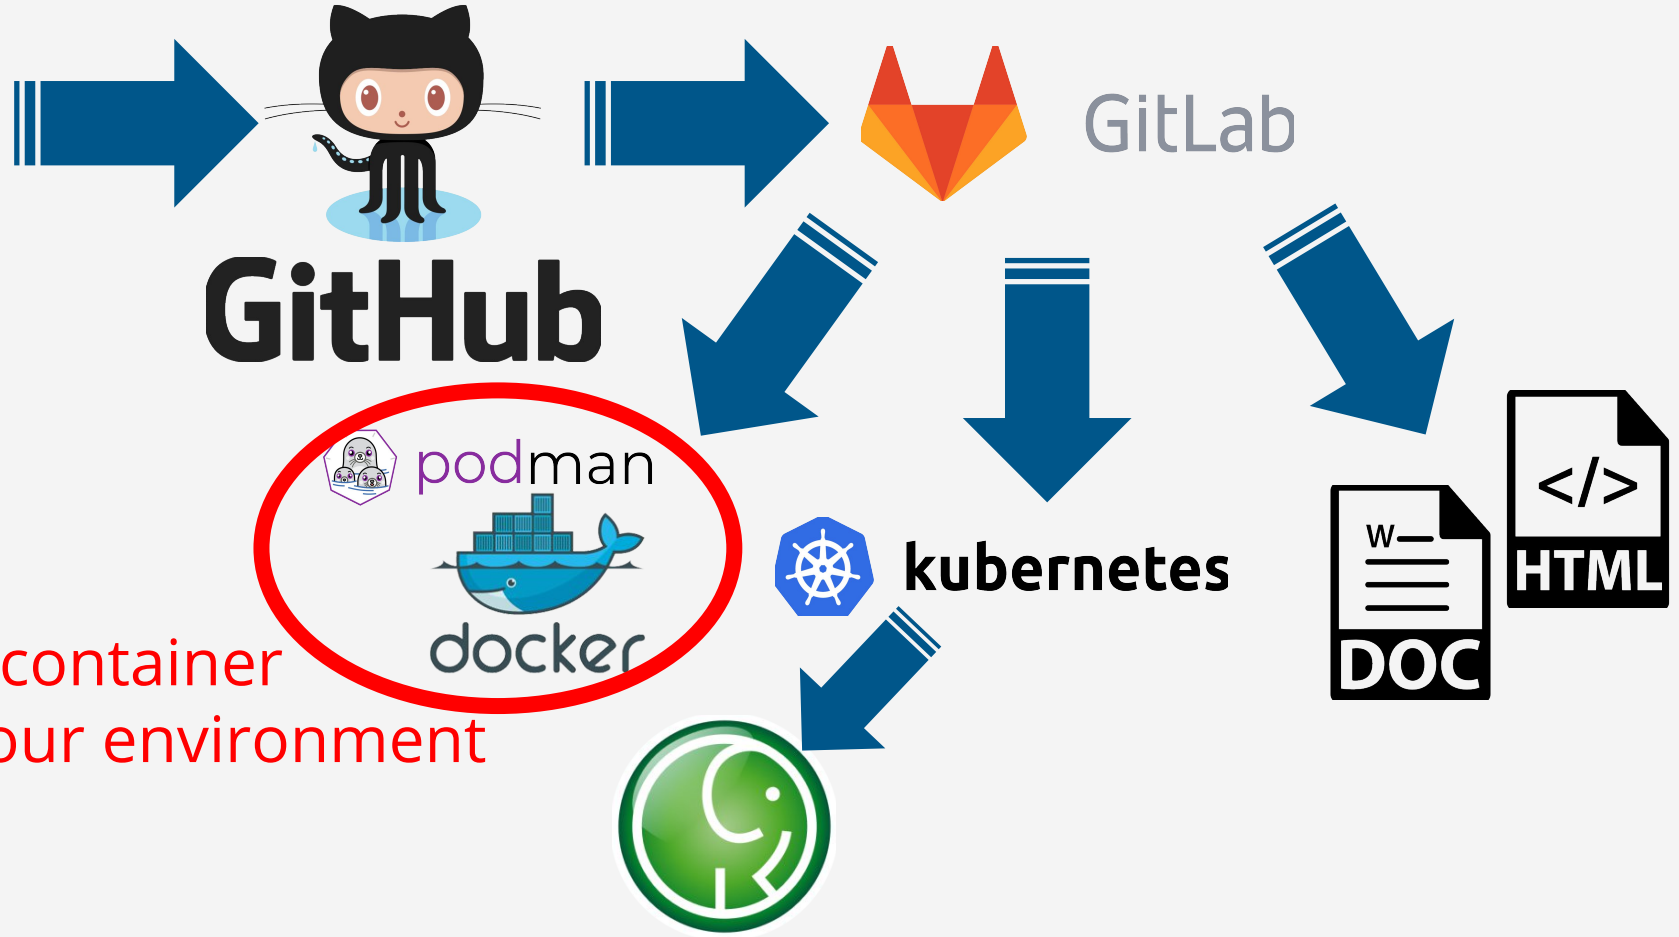 GitLab
GitHub
podman
docker
kubernetes
</>
HTML
W
DOC
container
our environment